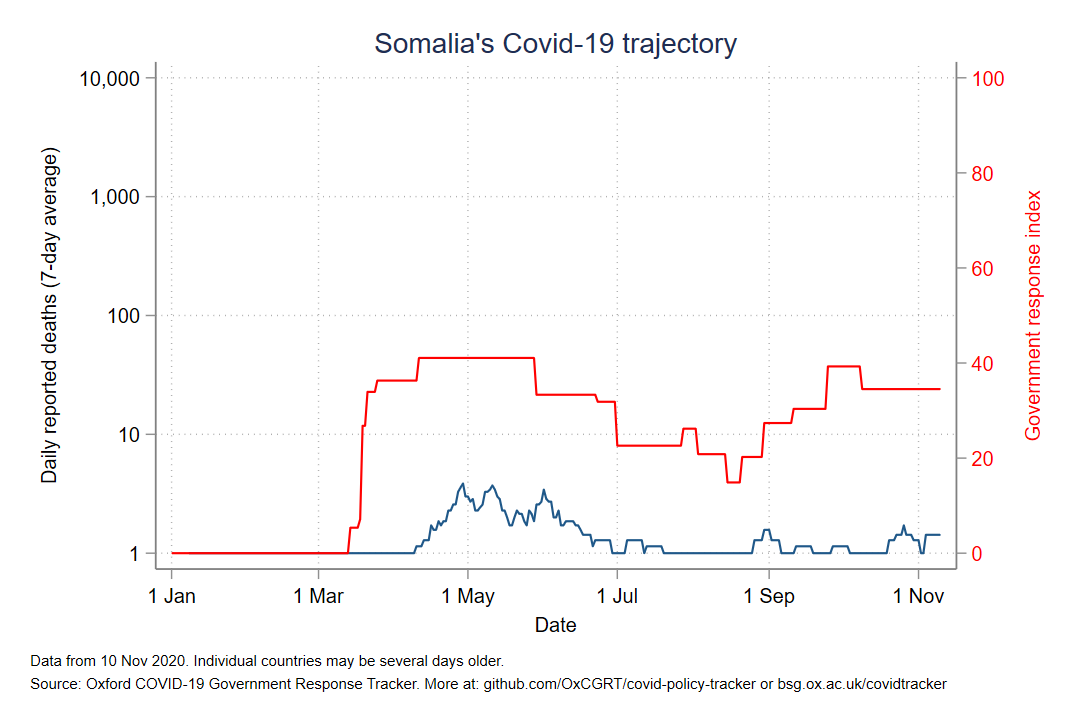 Somalia's Covid-19 trajectory
10,000
1,000
100
10
1
Daily reported deaths (7-day average)
100
80
60
40
20
0
Government response index
1 Jan
1 Mar
1 May
1 Jul
1 Sep
1 Nov
Date
Data from 10 Nov 2020. Individual countries may be several days older.
Source: Oxford COVID-19 Government Response Tracker. More at: github.com/OxCGRT/covid-policy-tracker or bsg.ox.ac.uk/covidtracker